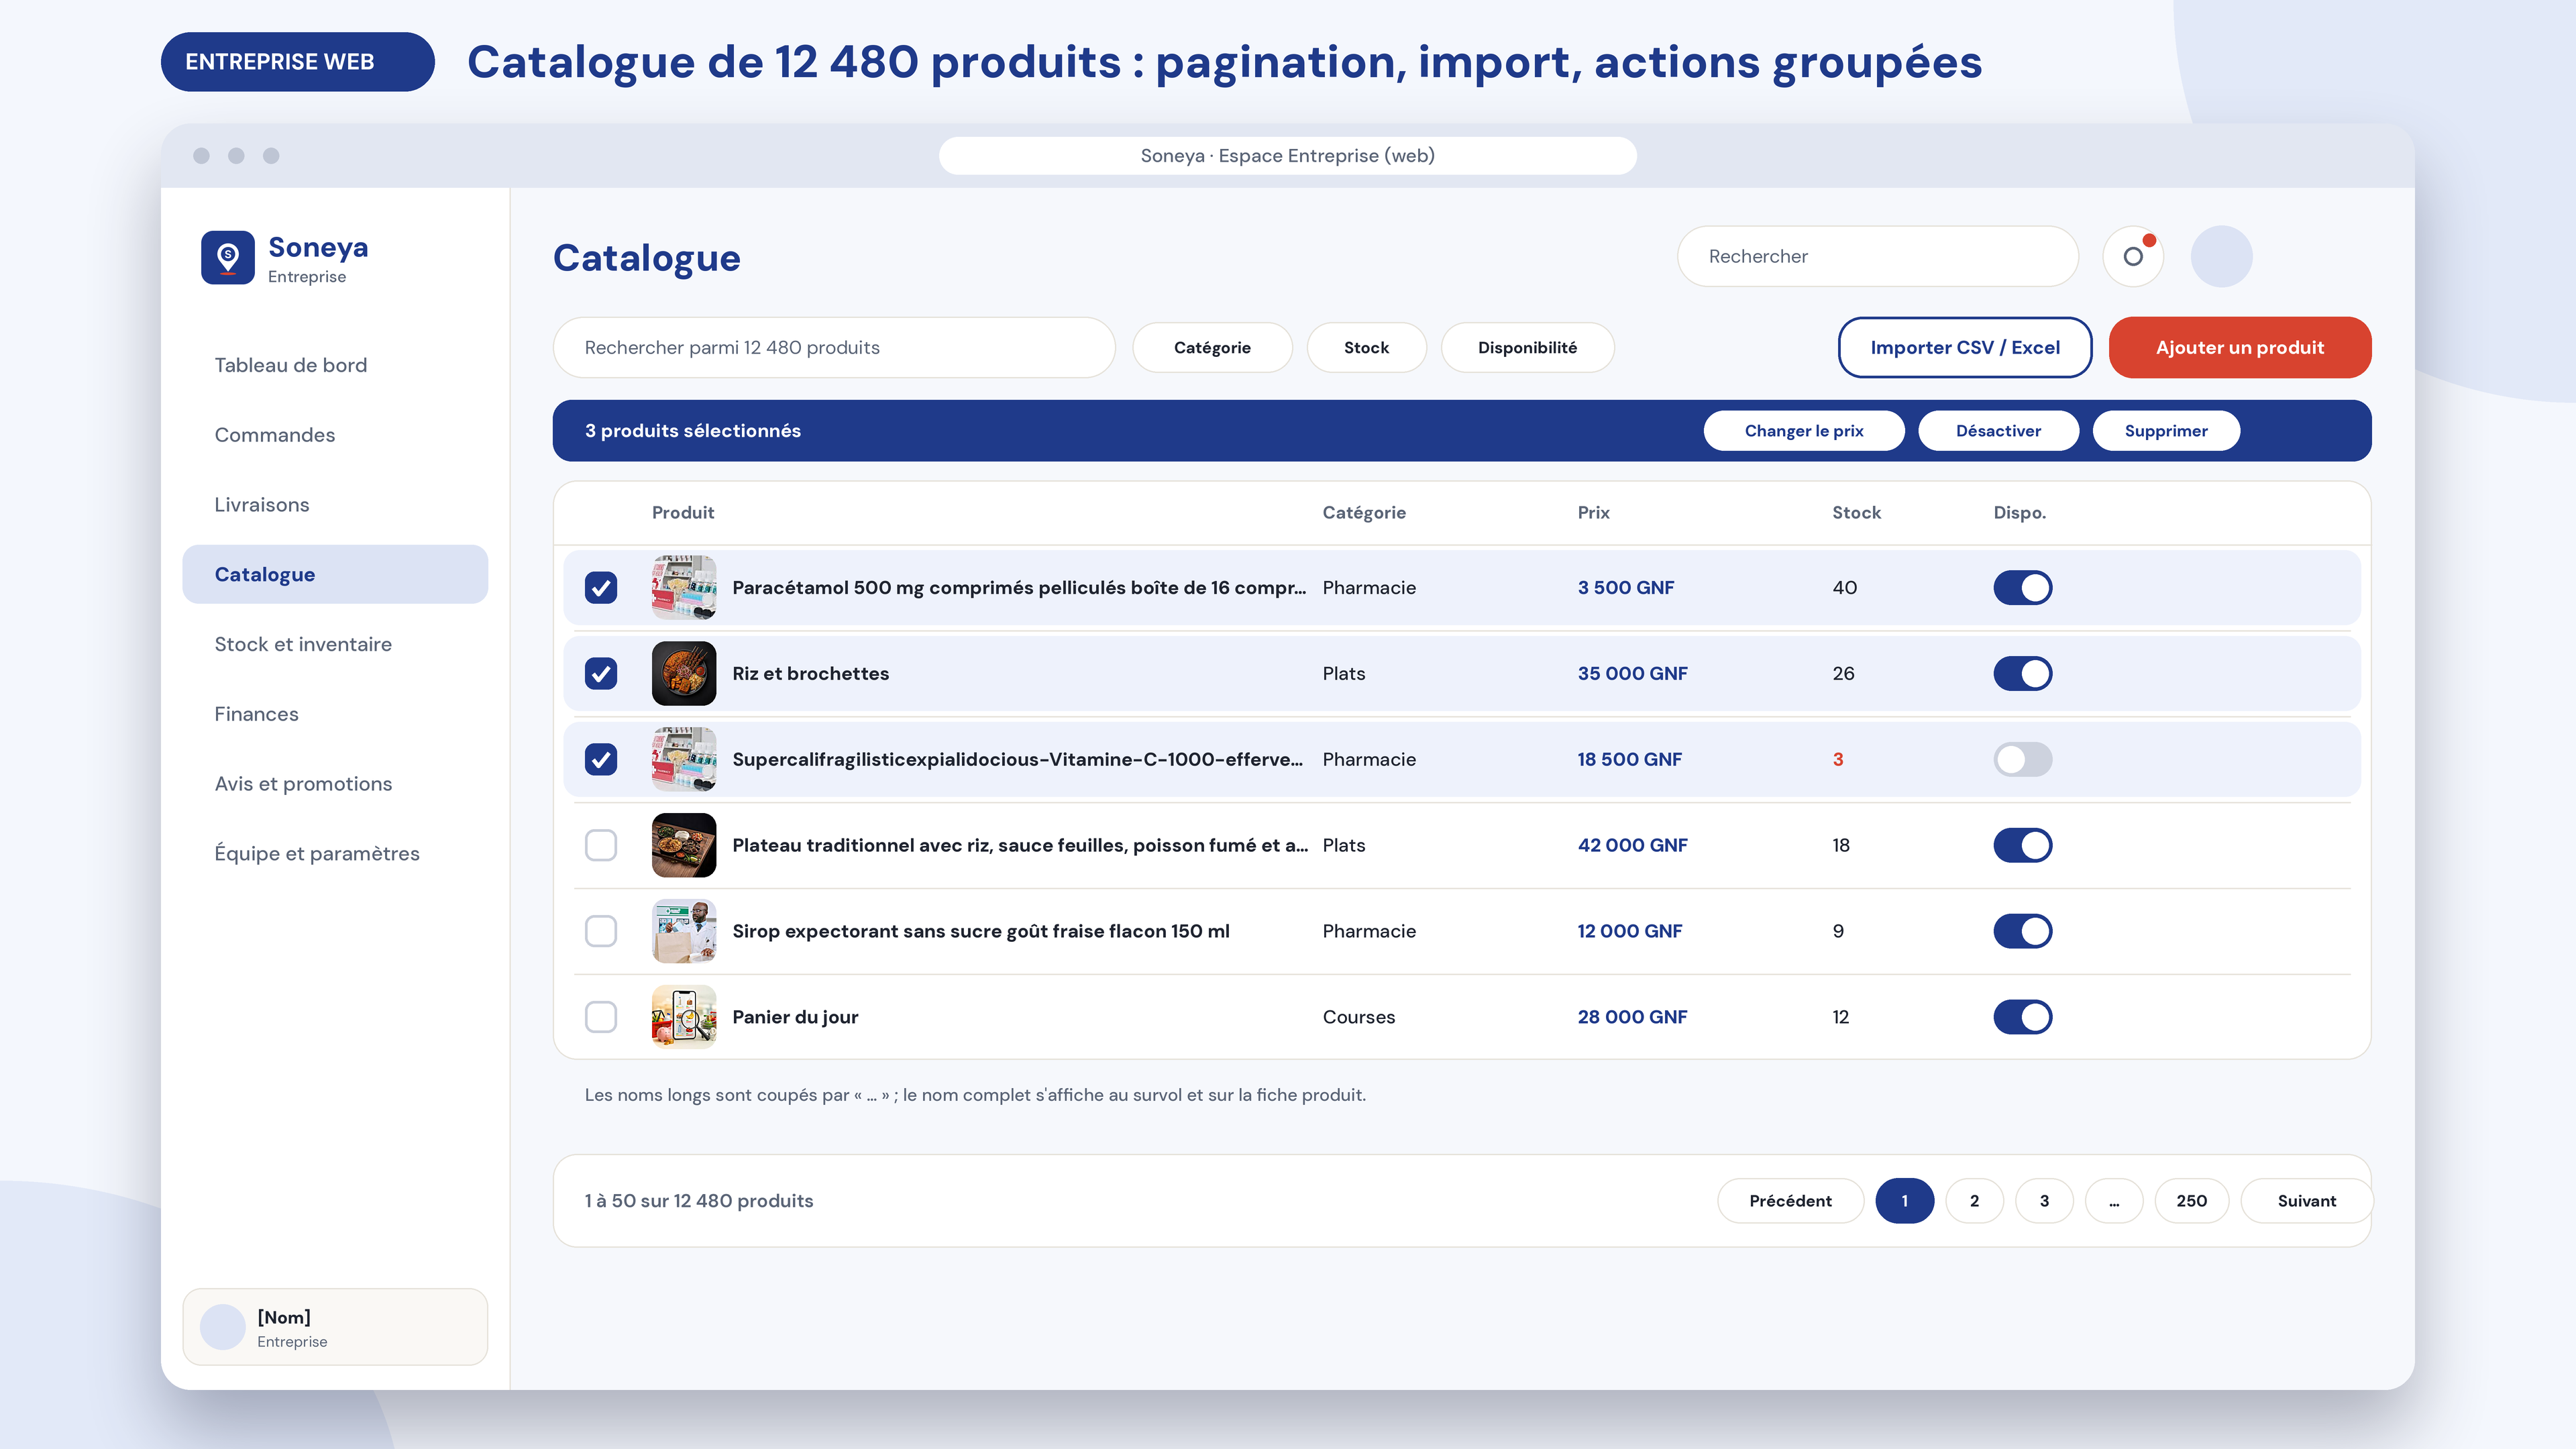 ENTREPRISE WEB
Catalogue de 12 480 produits : pagination, import, actions groupées
Soneya · Espace Entreprise (web)
S
Soneya
Entreprise
Tableau de bord
Commandes
Livraisons
Catalogue
Stock et inventaire
Finances
Avis et promotions
Équipe et paramètres
[Nom]
Entreprise
Catalogue
Rechercher
Rechercher parmi 12 480 produits
Catégorie
Stock
Disponibilité
Importer CSV / Excel
Ajouter un produit
3 produits sélectionnés
Changer le prix
Désactiver
Supprimer
Produit Catégorie Prix Stock Dispo.
Paracétamol 500 mg comprimés pelliculés boîte de 16 compr... Pharmacie 3 500 GNF 40
Riz et brochettes Plats 35 000 GNF 26
Supercalifragilisticexpialidocious-Vitamine-C-1000-efferve... Pharmacie 18 500 GNF 3
Plateau traditionnel avec riz, sauce feuilles, poisson fumé et a... Plats 42 000 GNF 18
Sirop expectorant sans sucre goût fraise flacon 150 ml Pharmacie 12 000 GNF 9
Panier du jour Courses 28 000 GNF 12
Les noms longs sont coupés par « ... » ; le nom complet s'affiche au survol et sur la fiche produit.
1 à 50 sur 12 480 produits
Précédent 1 2 3 ... 250 Suivant